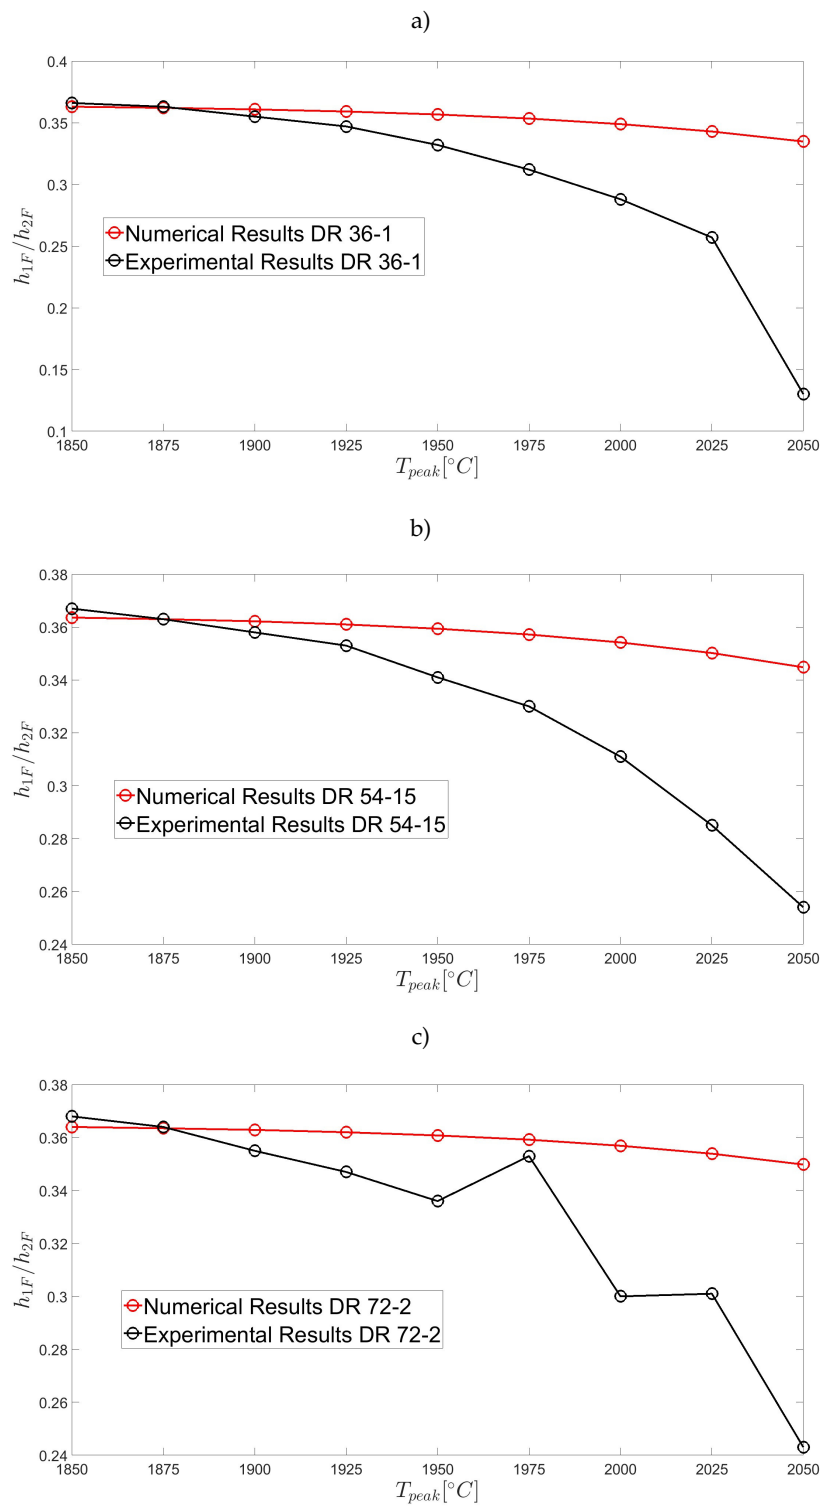 a)
0.4
0.35
0.3
0.25
0.2
0.15
0.1
h1F/h2F
Numerical Results DR 36-1
Experimental Results DR 36-1
1850 1875 1900 1925 1950 1975 2000 2025 2050
Tpeak[°C]
b)
0.38
0.36
0.34
0.32
0.3
0.28
0.26
0.24
h1F/h2F
Numerical Results DR 54-15
Experimental Results DR 54-15
1850 1875 1900 1925 1950 1975 2000 2025 2050
Tpeak[°C]
c)
0.38
0.36
0.34
0.32
0.3
0.28
0.26
0.24
h1F/h2F
Numerical Results DR 72-2
Experimental Results DR 72-2
1850 1875 1900 1925 1950 1975 2000 2025 2050
Tpeak[°C]